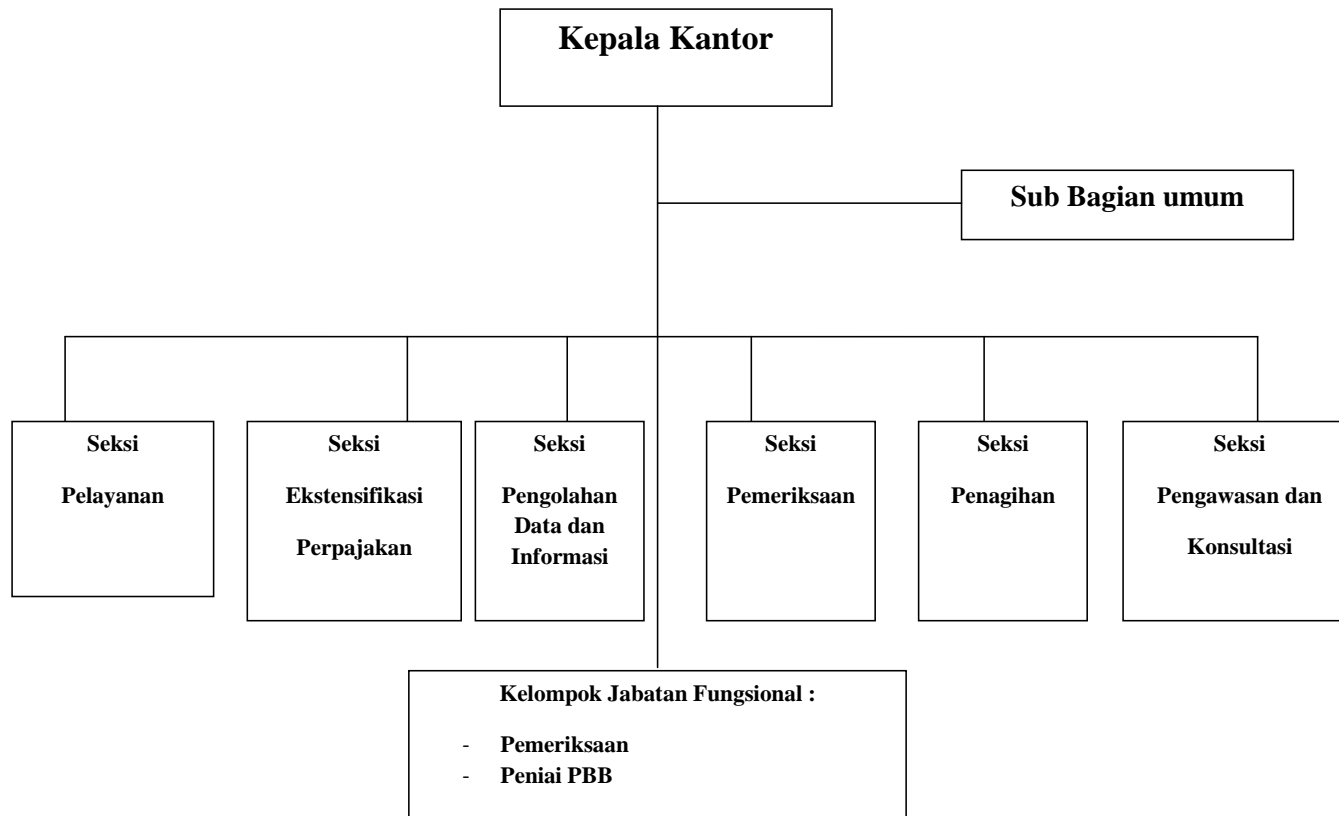 Kepala Kantor
Sub Bagian umum
Seksi
Pelayanan
Seksi
Ekstensifikasi
Perpajakan
Seksi
Pengolahan
Data dan
Informasi
Seksi
Pemeriksaan
Seksi
Penagihan
Seksi
Pengawasan dan
Konsultasi
Kelompok Jabatan Fungsional :
- Pemeriksaan
- Peniai PBB